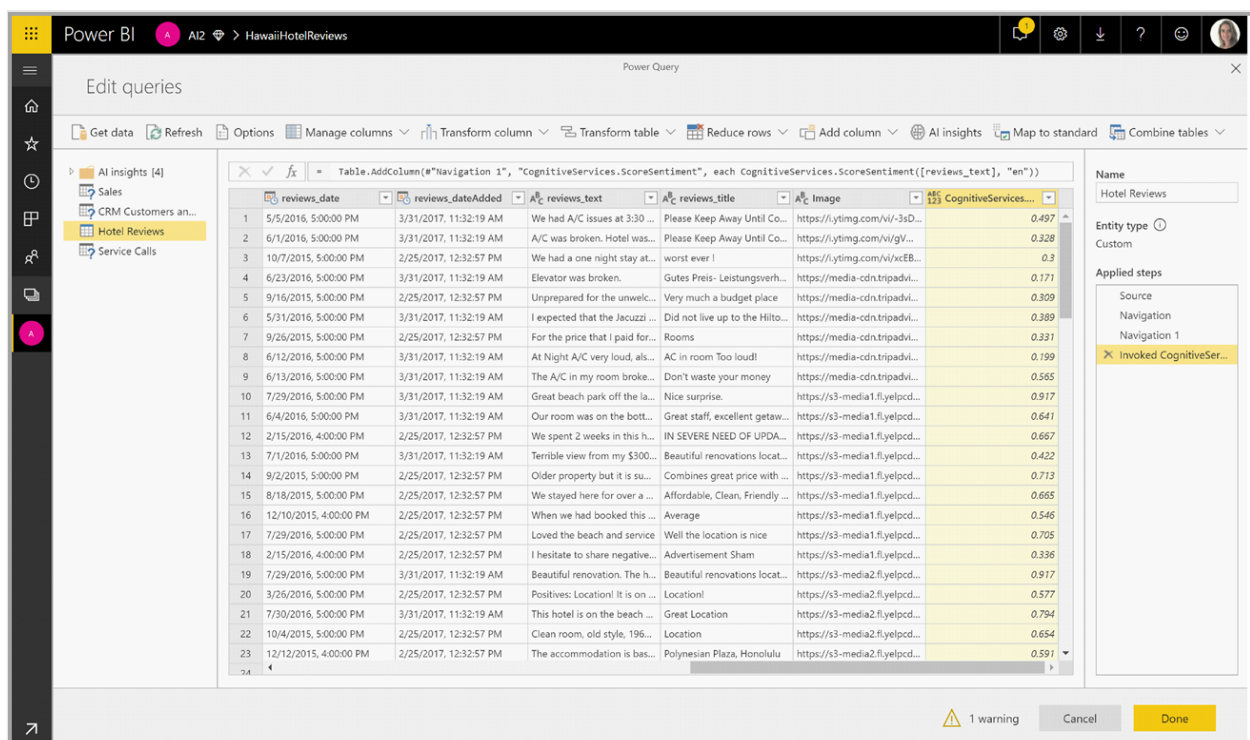 Power BI A AI2 > HawaiiHotelReviews 1 ?
Power Query
Edit queries
Get data Refresh Options Manage columns Transform column Transform table Reduce rows Add column AI insights Map to standard Combine tables
AI insights [4]
Sales
CRM Customers an...
Hotel Reviews
Service Calls
A
fx = Table.AddColumn(#"Navigation 1", "CognitiveServices.ScoreSentiment", each CognitiveServices.ScoreSentiment([reviews_text], "en"))
reviews_date reviews_dateAdded ABC reviews_text ABC reviews_title ABC Image ABC 123 CognitiveServices....
1 5/5/2016, 5:00:00 PM 3/31/2017, 11:32:19 AM We had A/C issues at 3:30 ... Please Keep Away Until Co... https://i.ytimg.com/vi/-3sD... 0.497
2 6/1/2016, 5:00:00 PM 3/31/2017, 11:32:19 AM A/C was broken. Hotel was... Please Keep Away Until Co... https://i.ytimg.com/vi/gV... 0.328
3 10/7/2015, 5:00:00 PM 2/25/2017, 12:32:57 PM We had a one night stay at... worst ever ! https://i.ytimg.com/vi/xcEB... 0.3
4 6/23/2016, 5:00:00 PM 3/31/2017, 11:32:19 AM Elevator was broken. Gutes Preis- Leistungsverh... https://media-cdn.tripadvi... 0.171
5 9/16/2015, 5:00:00 PM 2/25/2017, 12:32:57 PM Unprepared for the unwelc... Very much a budget place https://media-cdn.tripadvi... 0.309
6 5/31/2016, 5:00:00 PM 3/31/2017, 11:32:19 AM I expected that the Jacuzzi ... Did not live up to the Hilto... https://media-cdn.tripadvi... 0.389
7 9/26/2015, 5:00:00 PM 2/25/2017, 12:32:57 PM For the price that I paid for... Rooms https://media-cdn.tripadvi... 0.331
8 6/12/2016, 5:00:00 PM 3/31/2017, 11:32:19 AM At Night A/C very loud, als... AC in room Too loud! https://media-cdn.tripadvi... 0.199
9 6/13/2016, 5:00:00 PM 3/31/2017, 11:32:19 AM The A/C in my room broke... Don't waste your money https://media-cdn.tripadvi... 0.565
10 7/29/2016, 5:00:00 PM 3/31/2017, 11:32:19 AM Great beach park off the la... Nice surprise. https://s3-media1.fl.yelpcd... 0.917
11 6/4/2016, 5:00:00 PM 3/31/2017, 11:32:19 AM Our room was on the bott... Great staff, excellent getaw... https://s3-media1.fl.yelpcd... 0.641
12 2/15/2016, 4:00:00 PM 2/25/2017, 12:32:57 PM We spent 2 weeks in this h... IN SEVERE NEED OF UPDA... https://s3-media1.fl.yelpcd... 0.667
13 7/1/2016, 5:00:00 PM 3/31/2017, 11:32:19 AM Terrible view from my $300... Beautiful renovations locat... https://s3-media1.fl.yelpcd... 0.422
14 9/2/2015, 5:00:00 PM 2/25/2017, 12:32:57 PM Older property but it is su... Combines great price with ... https://s3-media1.fl.yelpcd... 0.713
15 8/18/2015, 5:00:00 PM 2/25/2017, 12:32:57 PM We stayed here for over a ... Affordable, Clean, Friendly ... https://s3-media1.fl.yelpcd... 0.665
16 12/10/2015, 4:00:00 PM 2/25/2017, 12:32:57 PM When we had booked this ... Average https://s3-media1.fl.yelpcd... 0.546
17 7/29/2016, 5:00:00 PM 2/25/2017, 12:32:57 PM Loved the beach and service Well the location is nice https://s3-media1.fl.yelpcd... 0.705
18 2/15/2016, 4:00:00 PM 2/25/2017, 12:32:57 PM I hesitate to share negative... Advertisement Sham https://s3-media1.fl.yelpcd... 0.336
19 7/29/2016, 5:00:00 PM 3/31/2017, 11:32:19 AM Beautiful renovation. The h... Beautiful renovations locat... https://s3-media2.fl.yelpcd... 0.917
20 3/26/2016, 5:00:00 PM 2/25/2017, 12:32:57 PM Positives: Location! It is on ... Location! https://s3-media2.fl.yelpcd... 0.577
21 7/30/2016, 5:00:00 PM 3/31/2017, 11:32:19 AM This hotel is on the beach ... Great Location https://s3-media2.fl.yelpcd... 0.794
22 10/4/2015, 5:00:00 PM 2/25/2017, 12:32:57 PM Clean room, old style, 196... Location https://s3-media2.fl.yelpcd... 0.654
23 12/12/2015, 4:00:00 PM 2/25/2017, 12:32:57 PM The accommodation is bas... Polynesian Plaza, Honolulu https://s3-media2.fl.yelpcd... 0.591
24
Name
Hotel Reviews
Entity type
Custom
Applied steps
Source
Navigation
Navigation 1
Invoked CognitiveSer...
1 warning Cancel Done